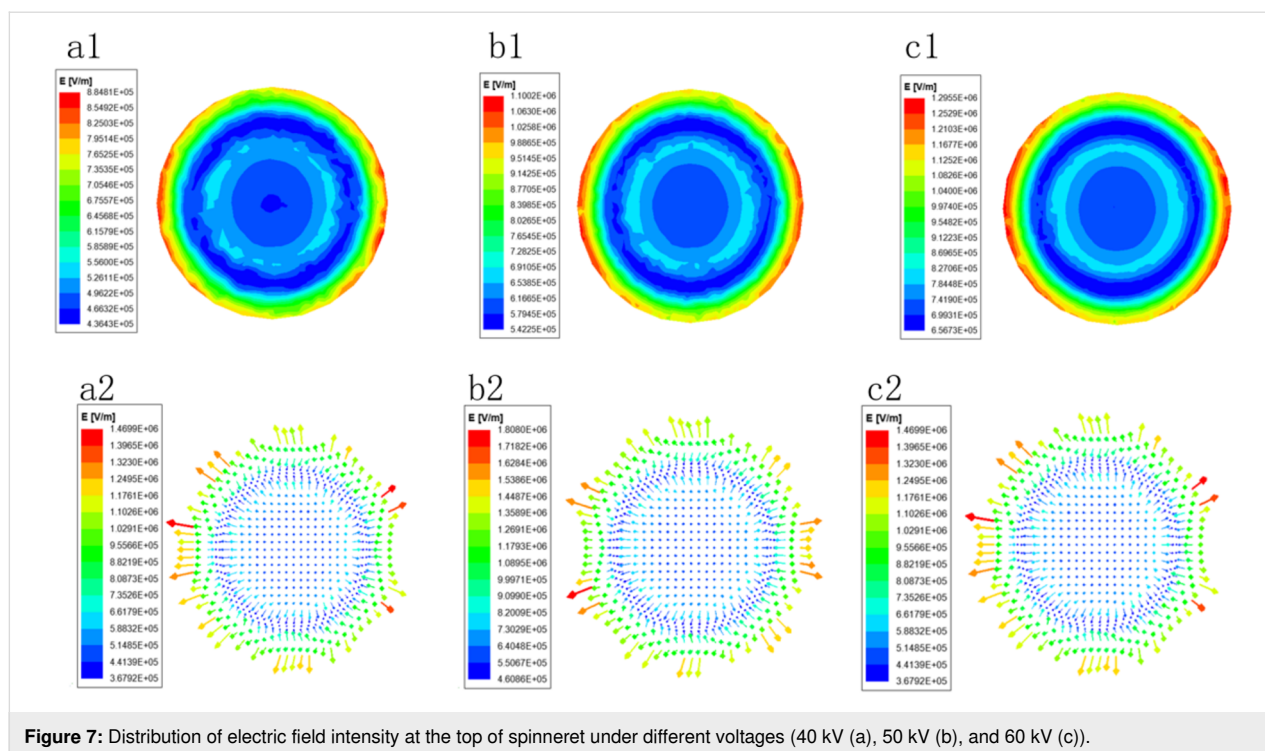 a1
E [V/m]
8.8481E+05
8.5492E+05
8.2503E+05
7.9514E+05
7.6525E+05
7.3535E+05
7.0546E+05
6.7557E+05
6.4568E+05
6.1579E+05
5.8589E+05
5.5600E+05
5.2611E+05
4.9622E+05
4.6632E+05
4.3643E+05
b1
E [V/m]
1.1002E+06
1.0630E+06
1.0258E+06
9.8865E+05
9.5145E+05
9.1425E+05
8.7705E+05
8.3985E+05
8.0265E+05
7.6545E+05
7.2825E+05
6.9105E+05
6.5385E+05
6.1665E+05
5.7945E+05
5.4225E+05
c1
E [V/m]
1.2955E+06
1.2529E+06
1.2103E+06
1.1677E+06
1.1252E+06
1.0826E+06
1.0400E+06
9.9740E+05
9.5482E+05
9.1223E+05
8.6965E+05
8.2706E+05
7.8448E+05
7.4190E+05
6.9931E+05
6.5673E+05
a2
E [V/m]
1.4699E+06
1.3965E+06
1.3230E+06
1.2495E+06
1.1761E+06
1.1026E+06
1.0291E+06
9.5566E+05
8.8219E+05
8.0873E+05
7.3526E+05
6.6179E+05
5.8832E+05
5.1485E+05
4.4139E+05
3.6792E+05
b2
E [V/m]
1.8080E+06
1.7182E+06
1.6284E+06
1.5386E+06
1.4487E+06
1.3589E+06
1.2691E+06
1.1793E+06
1.0895E+06
9.9971E+05
9.0990E+05
8.2009E+05
7.3029E+05
6.4048E+05
5.5067E+05
4.6086E+05
c2
E [V/m]
1.4699E+06
1.3965E+06
1.3230E+06
1.2495E+06
1.1761E+06
1.1026E+06
1.0291E+06
9.5566E+05
8.8219E+05
8.0873E+05
7.3526E+05
6.6179E+05
5.8832E+05
5.1485E+05
4.4139E+05
3.6792E+05
Figure 7: Distribution of electric field intensity at the top of spinneret under different voltages (40 kV (a), 50 kV (b), and 60 kV (c)).